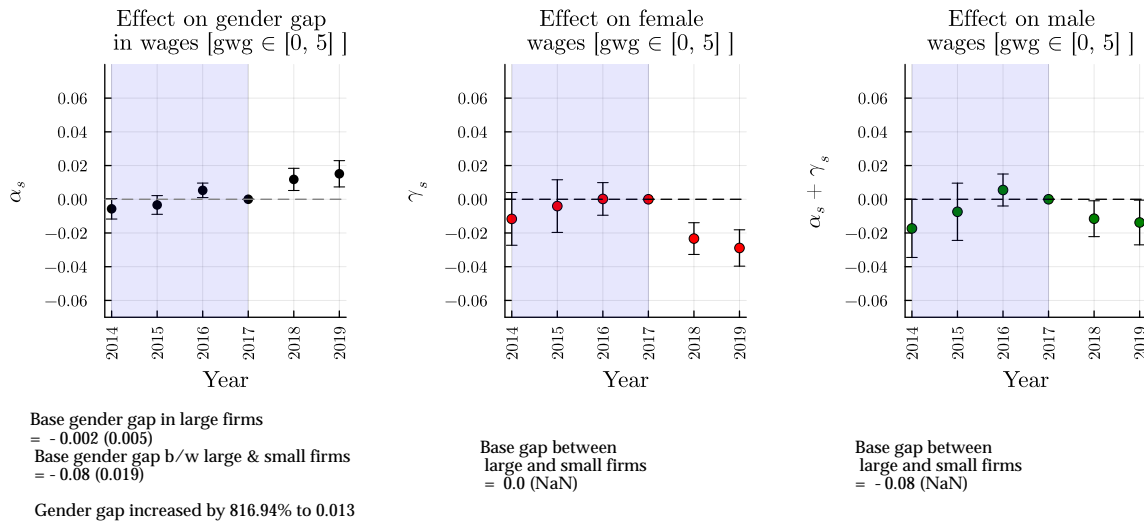 Effect on gender gap
in wages [gwg ∈ [0, 5] ]
0.06
0.04
0.02
0.00
−0.02
−0.04
−0.06
α_s
2014
2015
2016
2017
2018
2019
Year
Base gender gap in large firms
= - 0.002 (0.005)
Base gender gap b/w large & small firms
= - 0.08 (0.019)
Gender gap increased by 816.94% to 0.013
Effect on female
wages [gwg ∈ [0, 5] ]
0.06
0.04
0.02
0.00
−0.02
−0.04
−0.06
γ_s
2014
2015
2016
2017
2018
2019
Year
Base gap between
large and small firms
= 0.0 (NaN)
Effect on male
wages [gwg ∈ [0, 5] ]
0.06
0.04
0.02
0.00
−0.02
−0.04
−0.06
α_s + γ_s
2014
2015
2016
2017
2018
2019
Year
Base gap between
large and small firms
= - 0.08 (NaN)